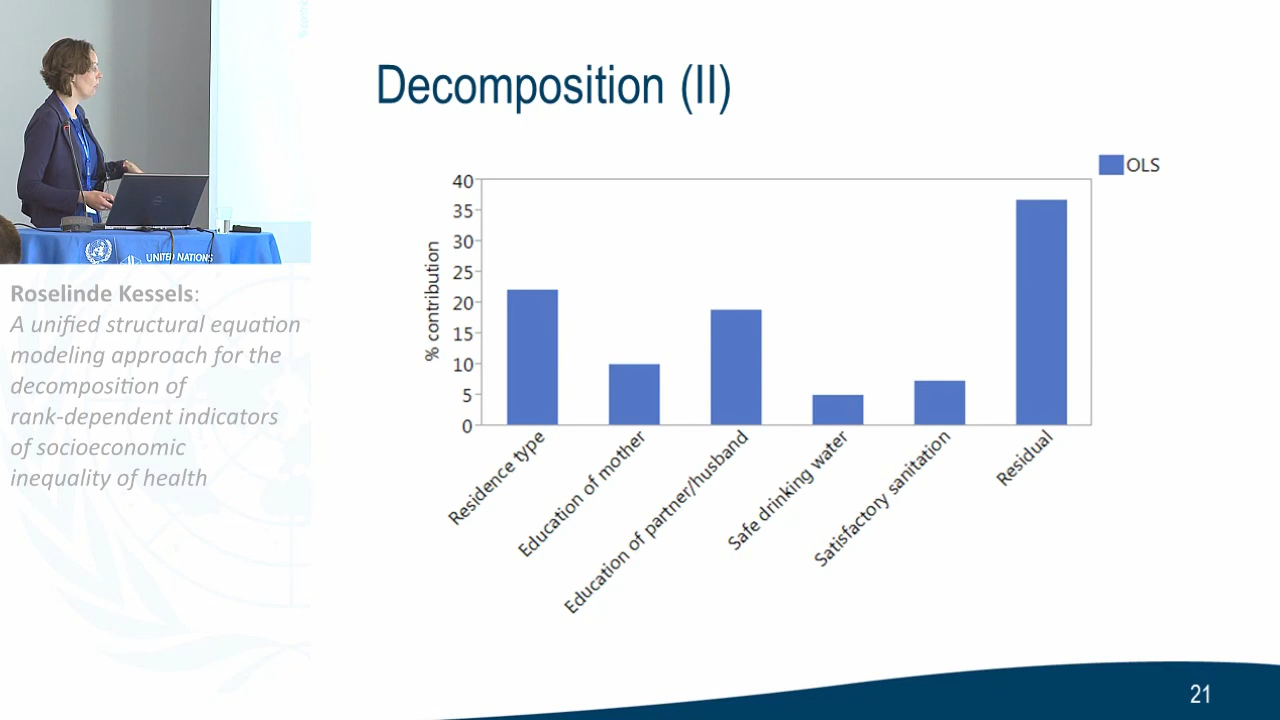 Decomposition (II)
OLS
40
35
30
25
20
15
10
5
0
% contribution
Residence type
Education of mother
Education of partner/husband
Safe drinking water
Satisfactory sanitation
Residual
UNITED NATIONS
Roselinde Kessels:
A unified structural equation
modeling approach for the
decomposition of
rank-dependent indicators
of socioeconomic
inequality of health
21